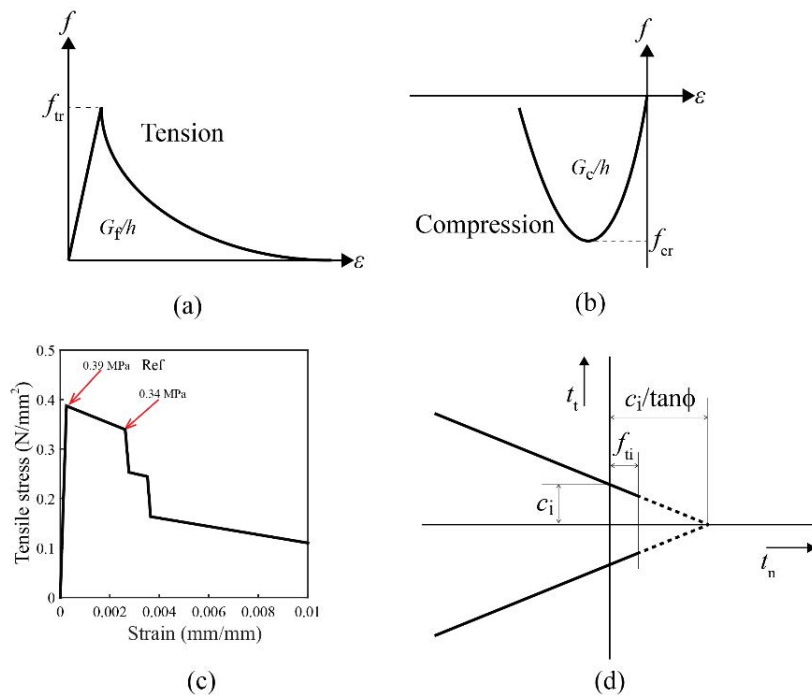 f
f_tr
Tension
G_f/h
ε
(a)
f
ε
G_c/h
Compression
f_cr
(b)
Tensile stress (N/mm²)
0.5
0.4
0.3
0.2
0.1
0
0.39 MPa Ref
0.34 MPa
0 0,002 0,004 0,006 0,008 0,01
Strain (mm/mm)
(c)
t_t
c_i/tanϕ
f_ti
c_i
t_n
(d)